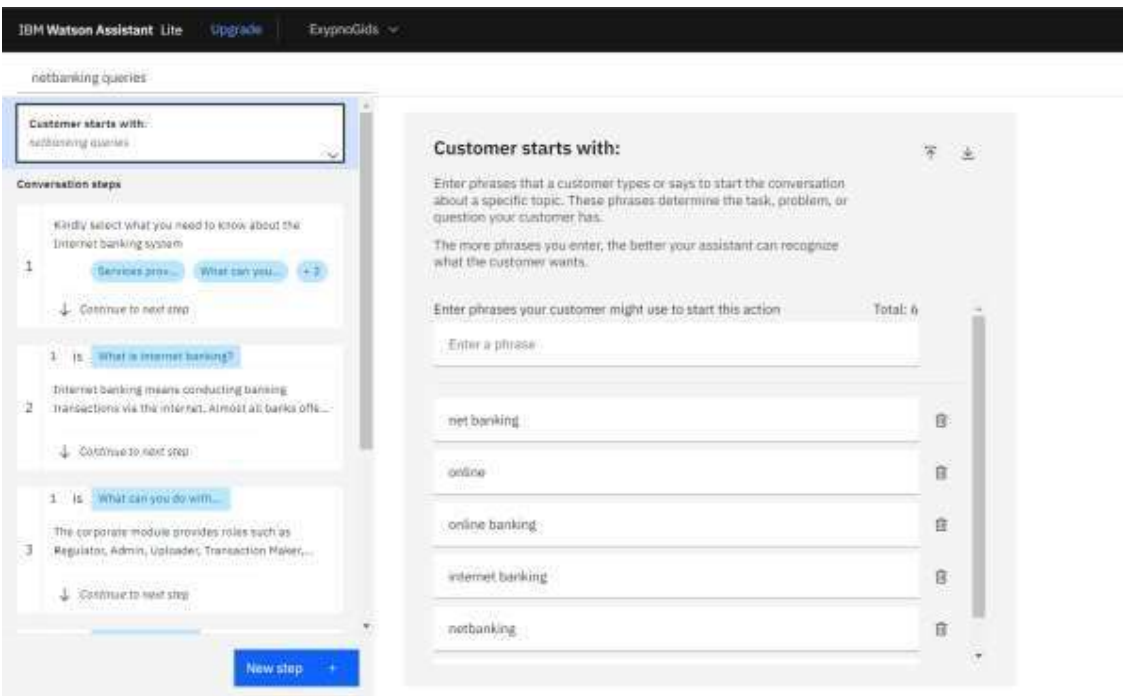 IBM Watson Assistant Lite Upgrade ExypnoGids
netbanking queries
Customer starts with:
netbanking queries
Conversation steps
1
Kindly select what you need to know about the
Internet banking system
Services prov... What can you... + 2
Continue to next step
2
1 is What is internet banking?
Internet banking means conducting banking
transactions via the internet. Almost all banks offe...
Continue to next step
3
1 is What can you do with...
The corporate module provides roles such as
Regulator, Admin, Uploader, Transaction Maker,...
Continue to next step
New step +
Customer starts with:
Enter phrases that a customer types or says to start the conversation
about a specific topic. These phrases determine the task, problem, or
question your customer has.
The more phrases you enter, the better your assistant can recognize
what the customer wants.
Enter phrases your customer might use to start this action Total: 6
Enter a phrase
net banking
online
online banking
internet banking
netbanking